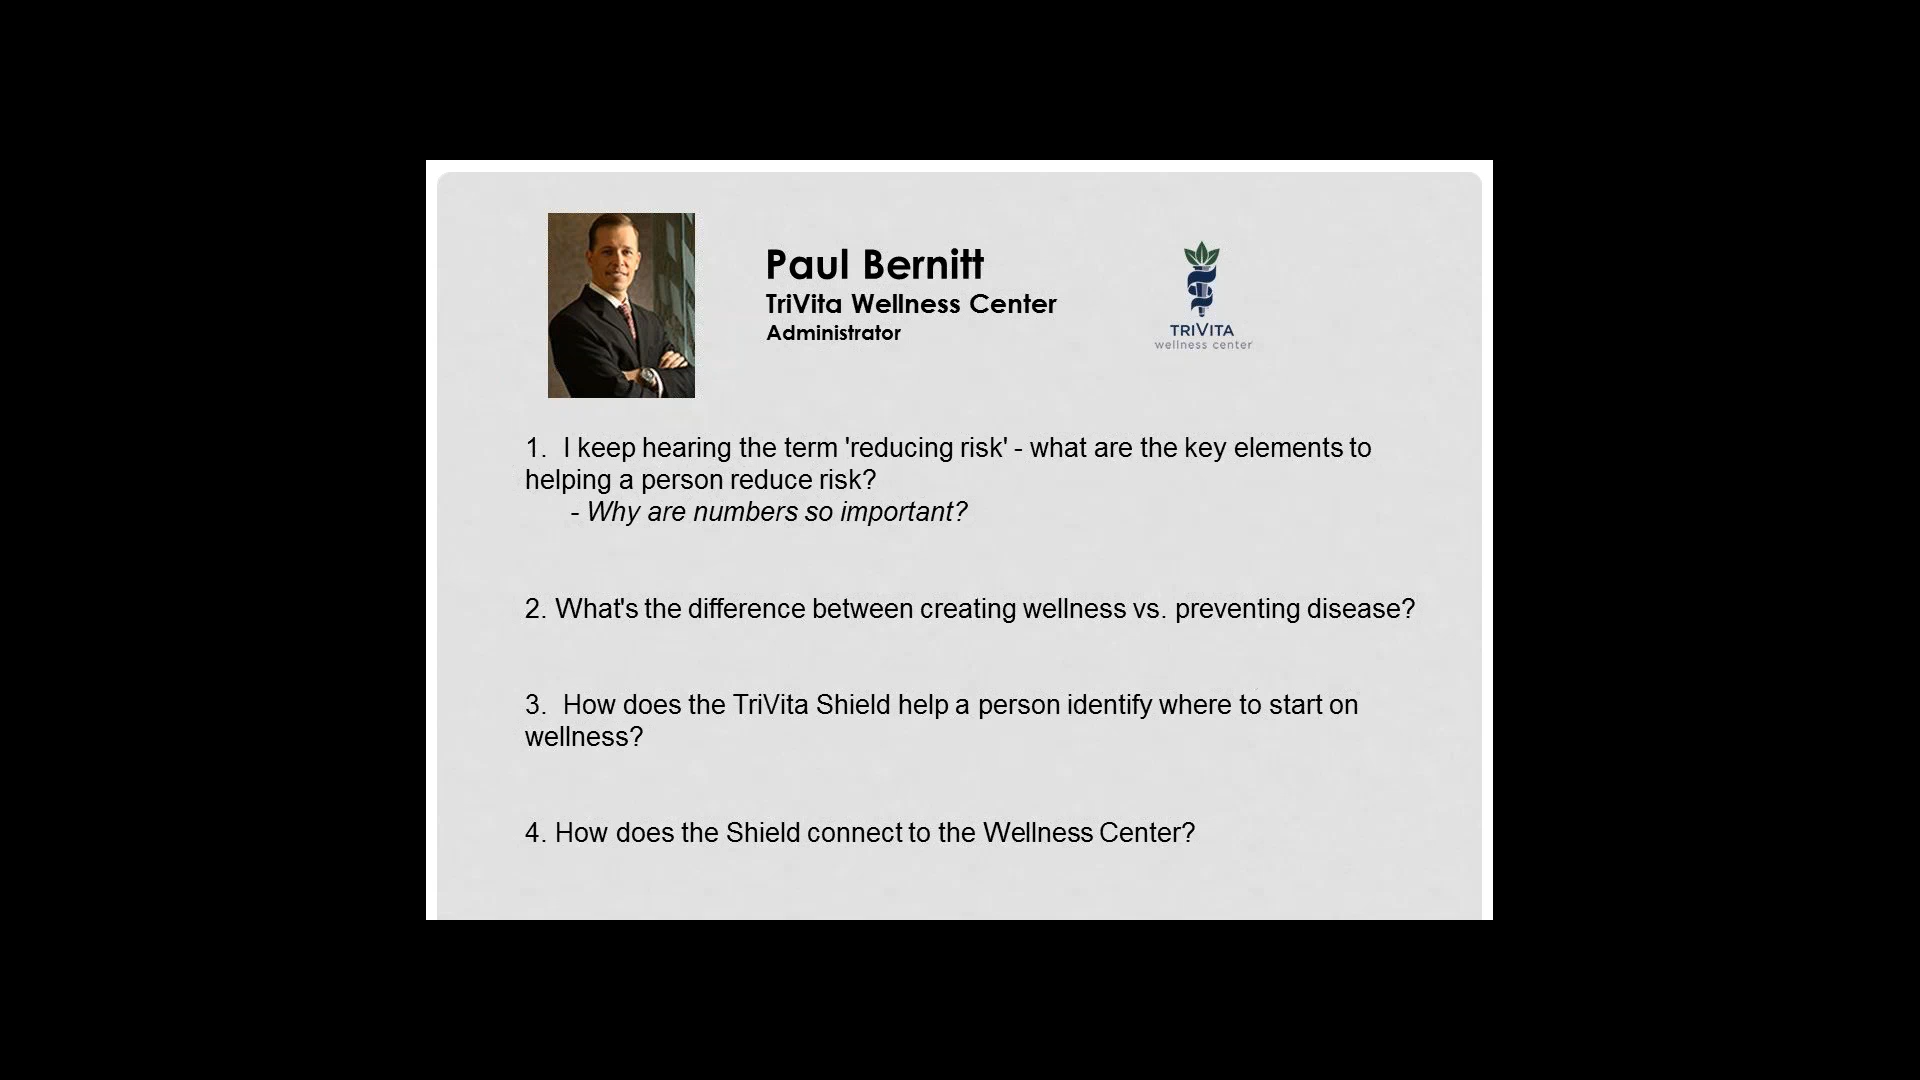 Paul Bernitt
TriVita Wellness Center
Administrator
TRIVITA
wellness center
1.  I keep hearing the term 'reducing risk' - what are the key elements to
helping a person reduce risk?
- Why are numbers so important?
2. What's the difference between creating wellness vs. preventing disease?
3.  How does the TriVita Shield help a person identify where to start on
wellness?
4. How does the Shield connect to the Wellness Center?